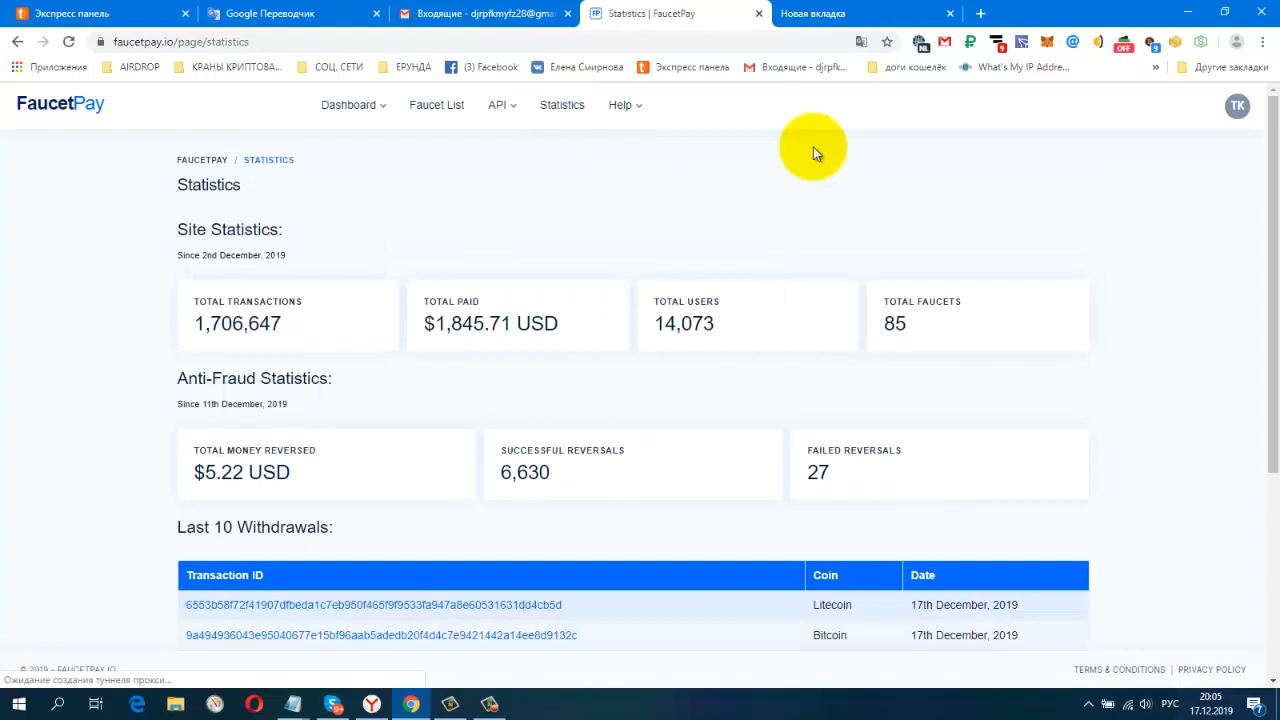 Экспресс панель
Google Переводчик
Входящие - djrpfkmyfz28@gma
Statistics | FaucetPay
Новая вкладка
faucetpay.io/page/statistics
NL
9
OFF
9
Приложения
AIRDROP
КРАНЫ КРИПТОВА...
СОЦ. СЕТИ
ЕРУНДА
(3) Facebook
Елена Смирнова
Экспресс панель
Входящие - djrpfk...
доги кошелёк
What's My IP Addre...
»
Другие закладки
FaucetPay
Dashboard
Faucet List
API
Statistics
Help
TK
FAUCETPAY / STATISTICS
Statistics
Site Statistics:
Since 2nd December, 2019
TOTAL TRANSACTIONS
1,706,647
TOTAL PAID
$1,845.71 USD
TOTAL USERS
14,073
TOTAL FAUCETS
85
Anti-Fraud Statistics:
Since 11th December, 2019
TOTAL MONEY REVERSED
$5.22 USD
SUCCESSFUL REVERSALS
6,630
FAILED REVERSALS
27
Last 10 Withdrawals:
Transaction ID
Coin
Date
6553b58f72f41907dfbeda1c7eb950f465f9f9533fa947a8e60531631dd4cb5d
Litecoin
17th December, 2019
9a494936043e95040677e15bf96aab5adedb20f4d4c7e9421442a14ee8d9132c
Bitcoin
17th December, 2019
© 2019 - FAUCETPAY.IO
TERMS & CONDITIONS | PRIVACY POLICY
Ожидание создания туннеля прокси...
РУС
20:05
17.12.2019